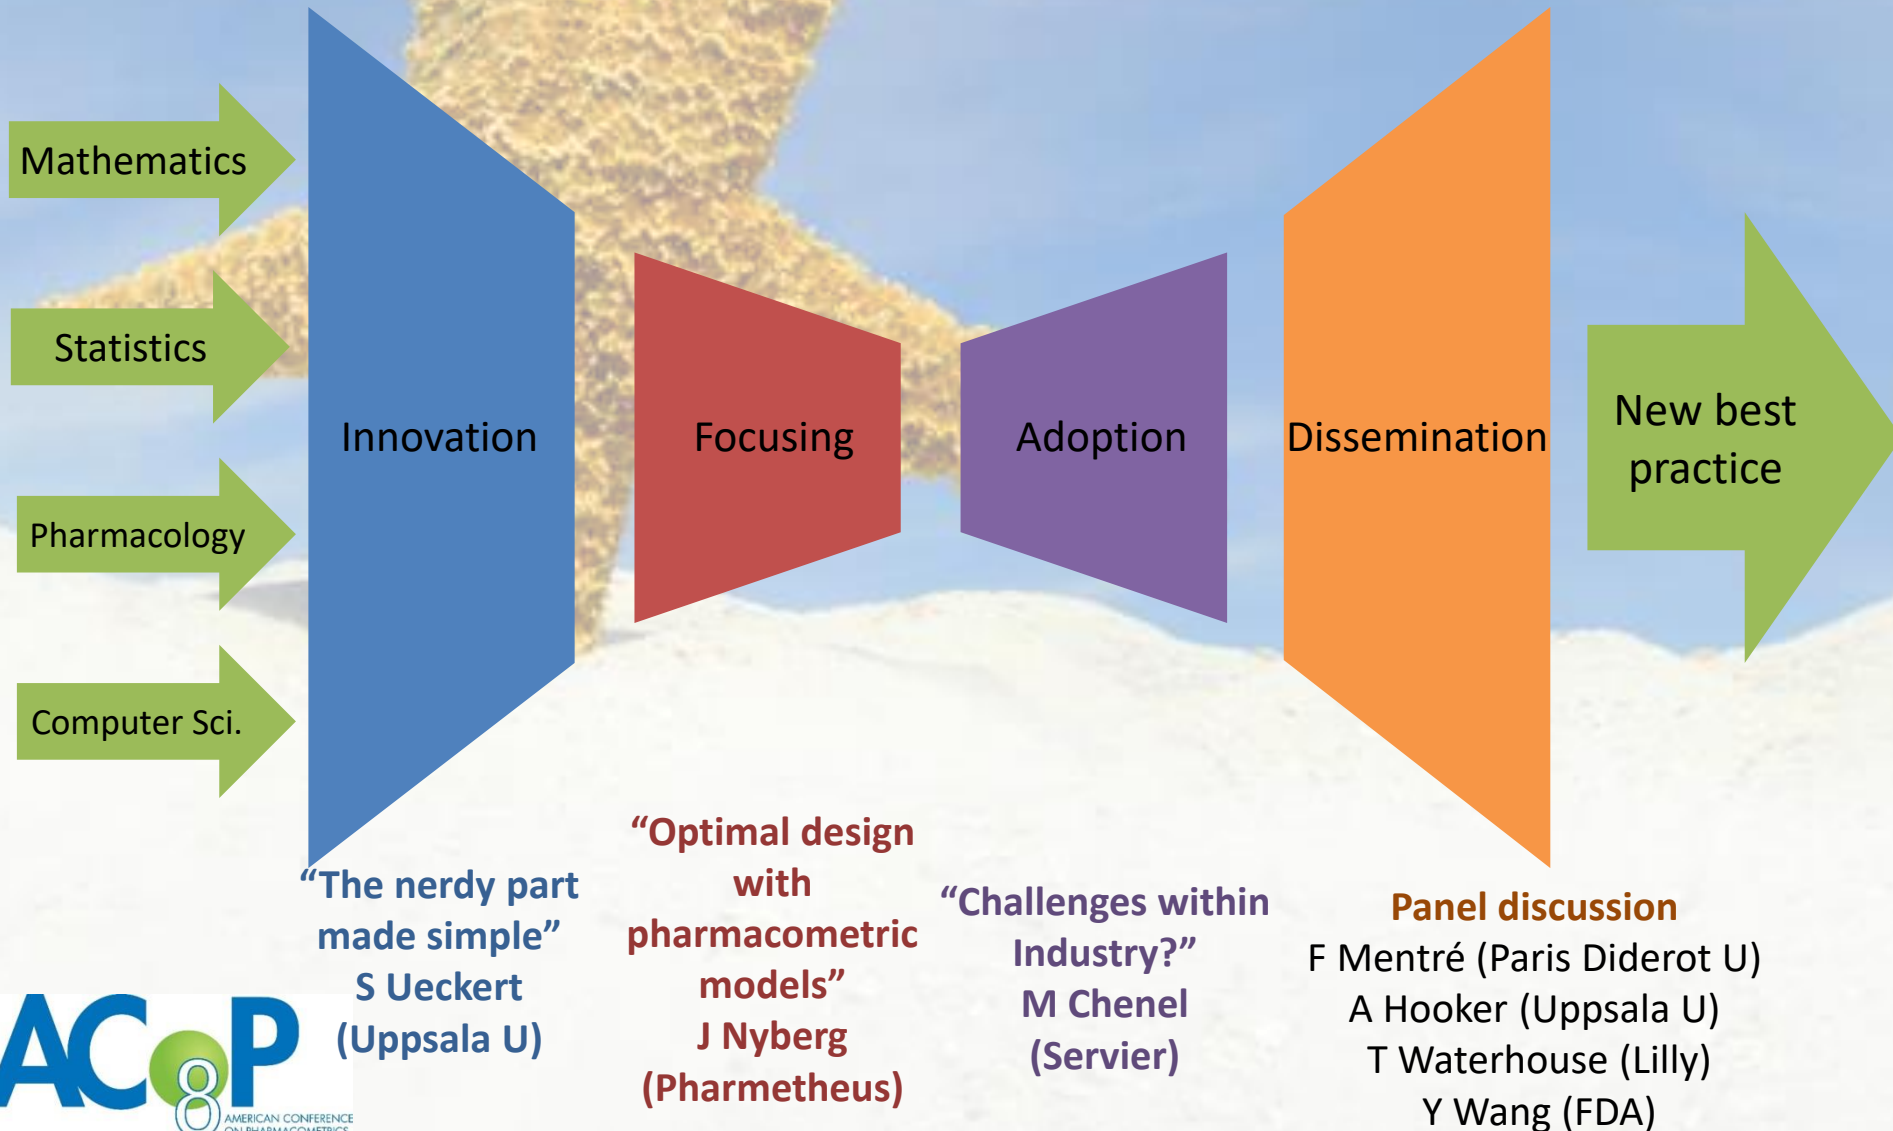 Mathematics
Statistics
Pharmacology
Computer Sci.
Innovation
Focusing
Adoption
Dissemination
New best
practice
“The nerdy part
made simple”
S Ueckert
(Uppsala U)
“Optimal design
with
pharmacometric
models”
J Nyberg
(Pharmetheus)
“Challenges within
Industry?”
M Chenel
(Servier)
Panel discussion
F Mentré (Paris Diderot U)
A Hooker (Uppsala U)
T Waterhouse (Lilly)
Y Wang (FDA)
ACoP
8
AMERICAN CONFERENCE
ON PHARMACOMETRICS